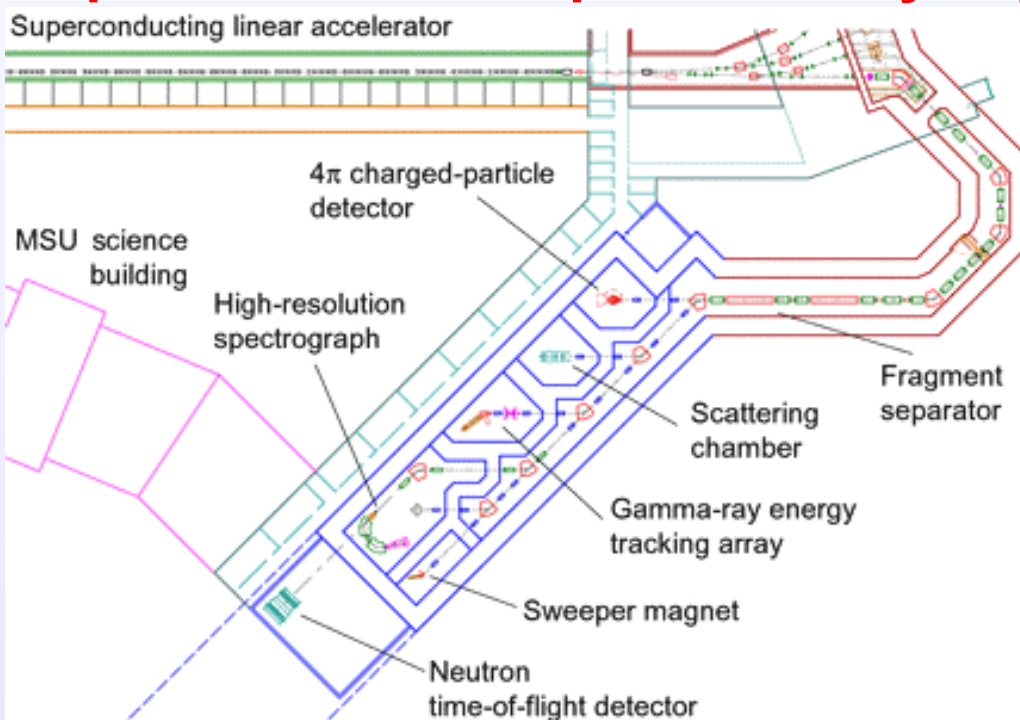 Superconducting linear accelerator
4π charged-particle
detector
MSU science
building
High-resolution
spectrograph
Fragment
separator
Scattering
chamber
Gamma-ray energy
tracking array
Sweeper magnet
Neutron
time-of-flight detector